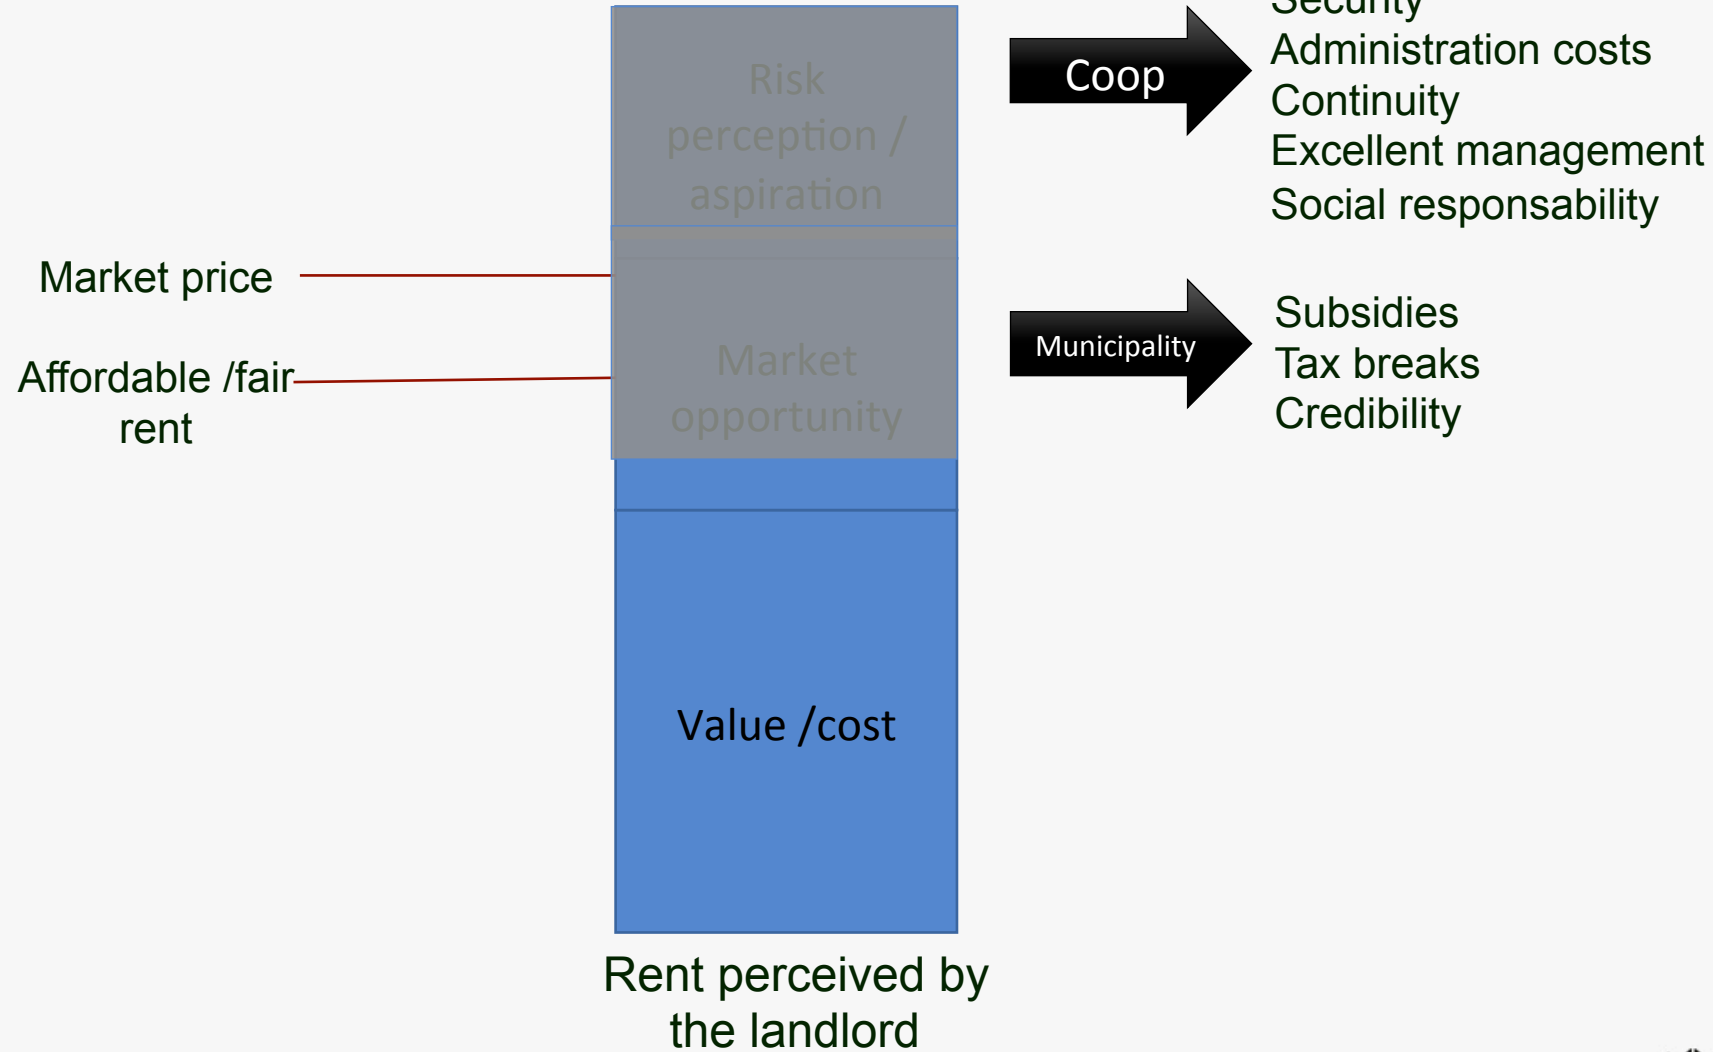 Security
Administration costs
Continuity
Excellent management
Social responsability
Coop
Risk
perception /
aspiration
Market price
Market
opportunity
Affordable /fair
rent
Municipality
Subsidies
Tax breaks
Credibility
Value /cost
Rent perceived by
the landlord